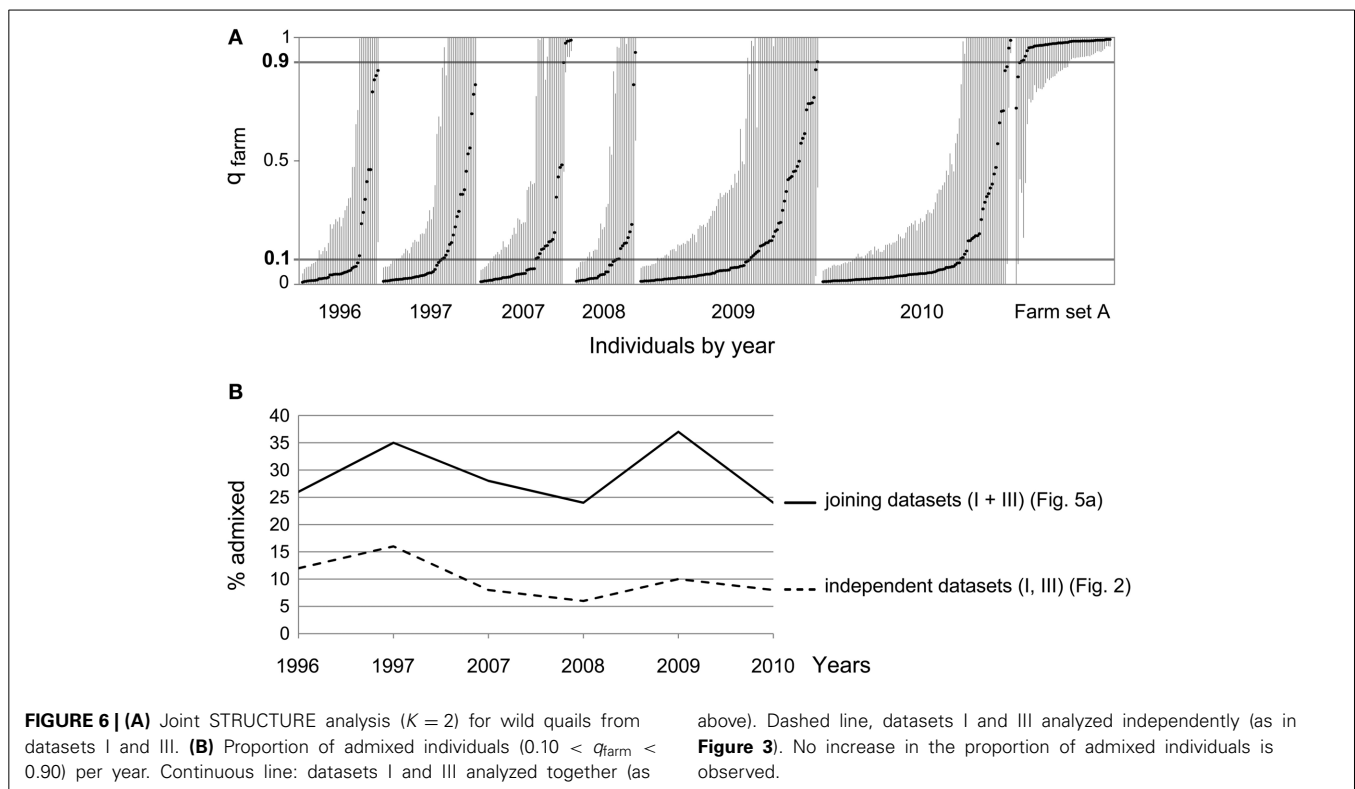 A
1
0.9
0.5
0.1
0
q farm
1996 1997 2007 2008 2009 2010 Farm set A
Individuals by year
B
40
35
30
25
20
15
10
5
0
% admixed
joining datasets (I + III) (Fig. 5a)
independent datasets (I, III) (Fig. 2)
1996 1997 2007 2008 2009 2010 Years
FIGURE 6 | (A) Joint STRUCTURE analysis (K = 2) for wild quails from
datasets I and III. (B) Proportion of admixed individuals (0.10 < qfarm <
0.90) per year. Continuous line: datasets I and III analyzed together (as
above). Dashed line, datasets I and III analyzed independently (as in
Figure 3). No increase in the proportion of admixed individuals is
observed.